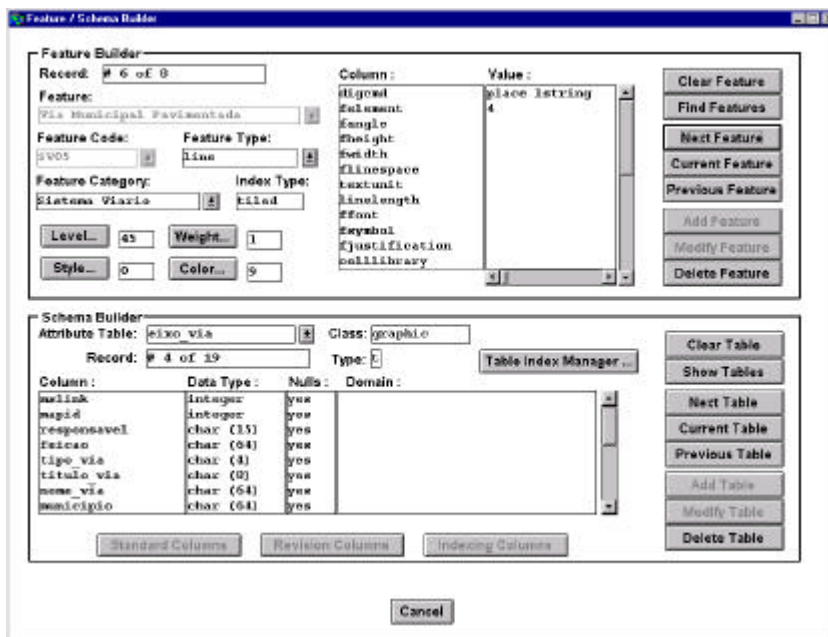 Feature / Schema Builder
Feature Builder
Record: # 6 of 8
Feature:
Via Municipal Pavimentada
Feature Code: Feature Type:
SV05 line
Feature Category: Index Type:
Sistema Viario tiled
Level... 45 Weight... 1
Style... 0 Color... 9
Column : Value :
digcmd place lstring
felement 4
fangle
fheight
fwidth
flinespace
textunit
linelength
ffont
fsymbol
fjustification
celllibrary
Clear Feature
Find Features
Next Feature
Current Feature
Previous Feature
Add Feature
Modify Feature
Delete Feature
Schema Builder
Attribute Table: eixo_via Class: graphic
Record: # 4 of 19 Type: t Table Index Manager ...
Column : Data Type : Nulls : Domain :
mslink integer yes
mapid integer yes
responsavel char (15) yes
feicao char (64) yes
tipo_via char (4) yes
titulo_via char (8) yes
nome_via char (64) yes
municipio char (64) yes
Standard Columns Revision Columns Indexing Columns
Clear Table
Show Tables
Next Table
Current Table
Previous Table
Add Table
Modify Table
Delete Table
Cancel